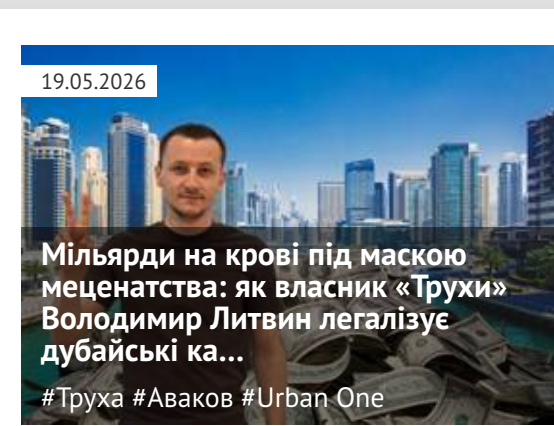 19.05.2026
Мільярди на крові під маскою
меценатства: як власник «Трухи»
Володимир Литвин легалізує
дубайські ка...
#Труха #Аваков #Urban One